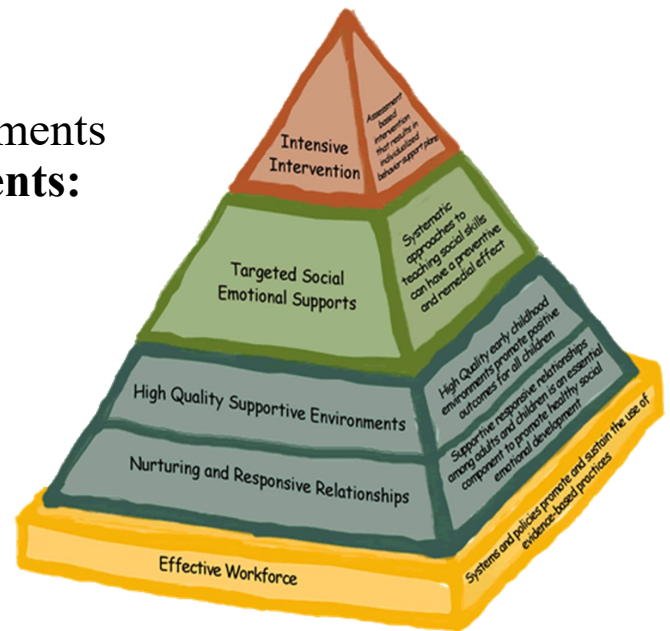 ments
ents:
Intensive
Intervention
Assessment
based
intervention
that results in
individualized
behavior support plans
Targeted Social
Emotional Supports
Systematic
approaches to
teaching social skills
can have a preventive
and remedial effect
High Quality Supportive Environments
High Quality early childhood
environments promote positive
outcomes for all children
Nurturing and Responsive Relationships
Supportive responsive relationships
among adults and children is an essential
component to promote healthy social
emotional development
Effective Workforce
Systems and policies promote and sustain the use of
evidence-based practices